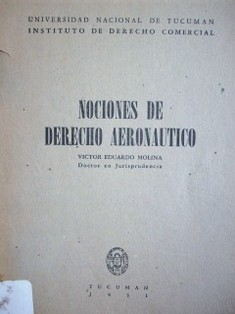 UNIVERSIDAD NACIONAL DE TUCUMAN
INSTITUTO DE DERECHO COMERCIAL
NOCIONES DE
DERECHO AERONAUTICO
VICTOR EDUARDO MOLINA
Doctor en Jurisprudencia
TUCUMAN
1951